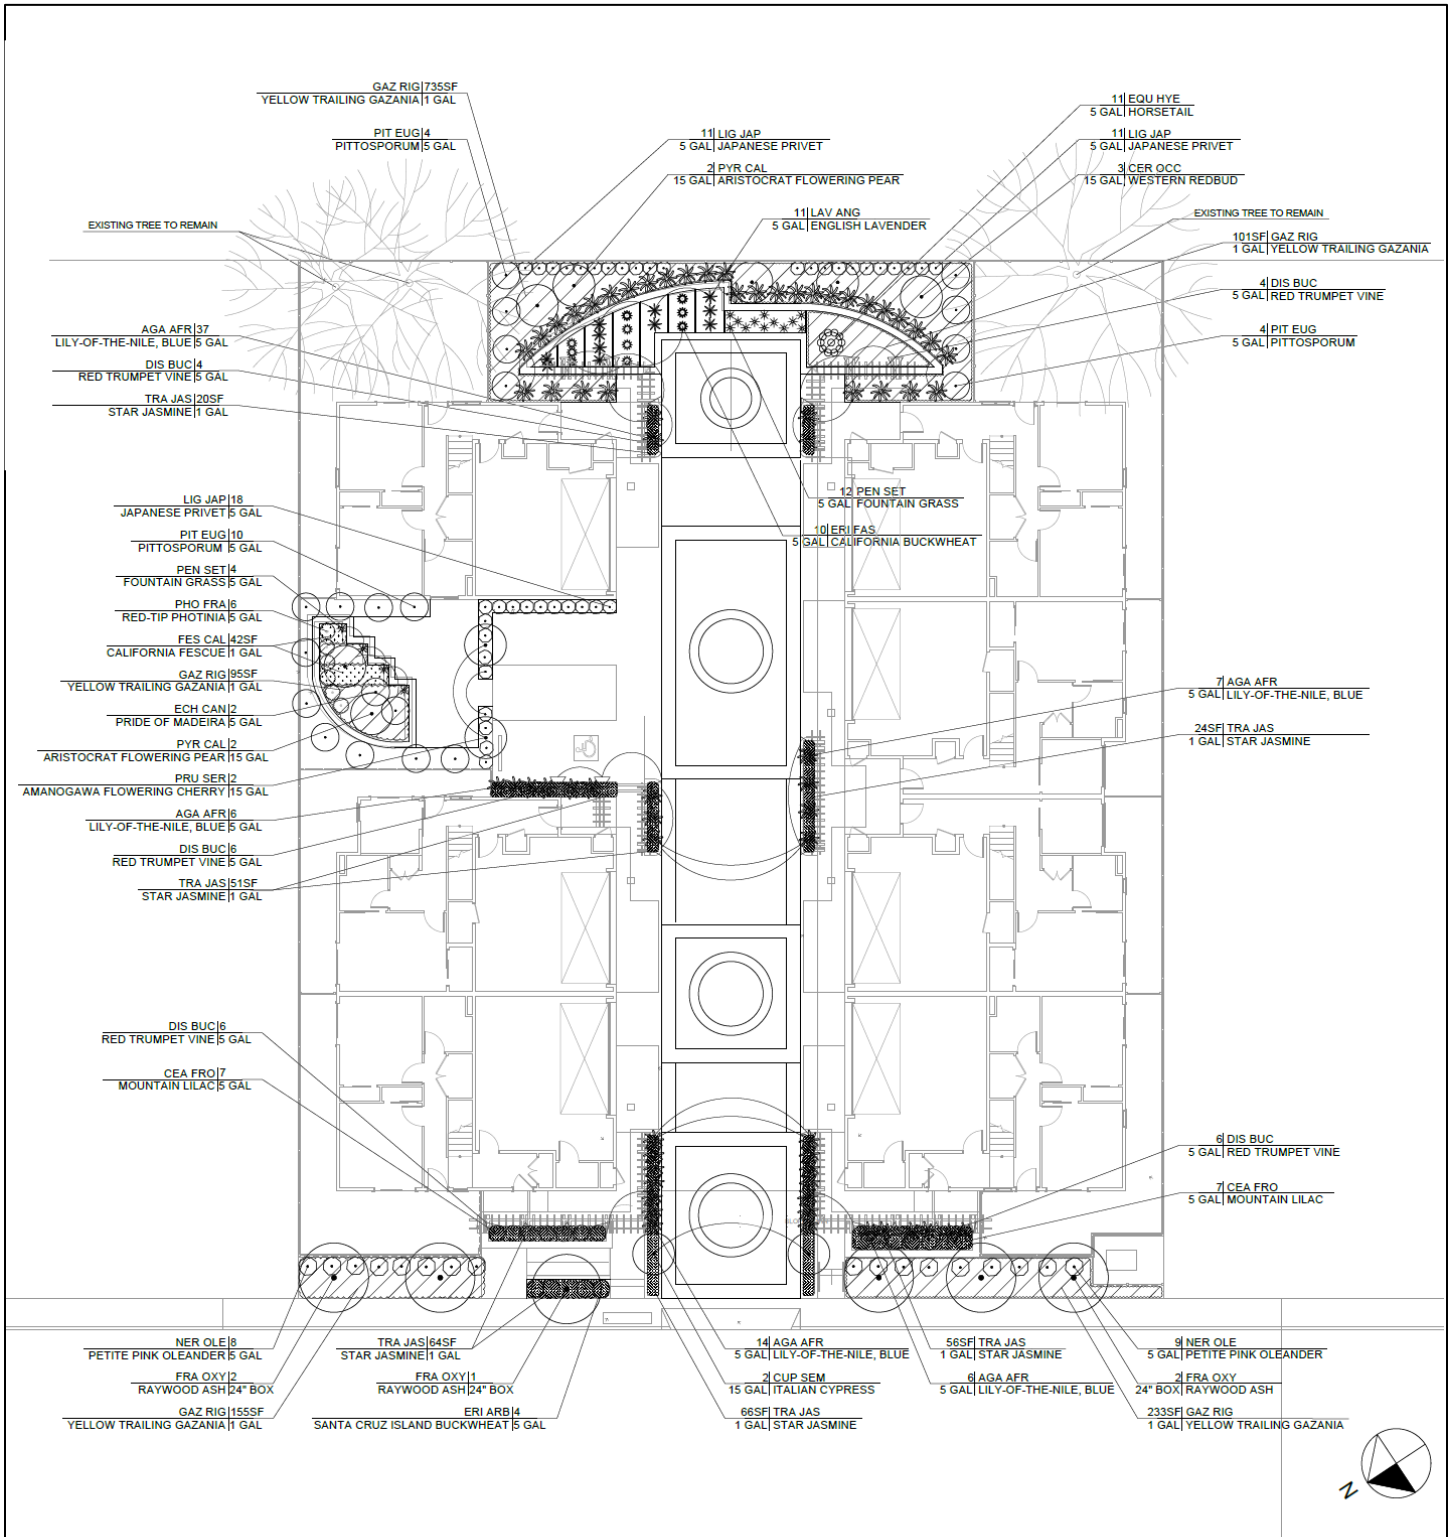 GAZ RIG 735SF
YELLOW TRAILING GAZANIA 1 GAL
PIT EUG 4
PITTOSPORUM 5 GAL
EXISTING TREE TO REMAIN
AGA AFR 37
LILY-OF-THE-NILE, BLUE 5 GAL
DIS BUC 4
RED TRUMPET VINE 5 GAL
TRA JAS 20SF
STAR JASMINE 1 GAL
LIG JAP 18
JAPANESE PRIVET 5 GAL
PIT EUG 10
PITTOSPORUM 5 GAL
PEN SET 4
FOUNTAIN GRASS 5 GAL
PHO FRA 6
RED-TIP PHOTINIA 5 GAL
FES CAL 42SF
CALIFORNIA FESCUE 1 GAL
GAZ RIG 95SF
YELLOW TRAILING GAZANIA 1 GAL
ECH CAN 2
PRIDE OF MADEIRA 5 GAL
PYR CAL 2
ARISTOCRAT FLOWERING PEAR 15 GAL
PRU SER 2
AMANOGAWA FLOWERING CHERRY 15 GAL
AGA AFR 6
LILY-OF-THE-NILE, BLUE 5 GAL
DIS BUC 6
RED TRUMPET VINE 5 GAL
TRA JAS 51SF
STAR JASMINE 1 GAL
DIS BUC 6
RED TRUMPET VINE 5 GAL
CEA FRO 7
MOUNTAIN LILAC 5 GAL
11 LIG JAP
5 GAL JAPANESE PRIVET
2 PYR CAL
15 GAL ARISTOCRAT FLOWERING PEAR
11 LAV ANG
5 GAL ENGLISH LAVENDER
11 EQU HYE
5 GAL HORSETAIL
11 LIG JAP
5 GAL JAPANESE PRIVET
3 CER OCC
15 GAL WESTERN REDBUD
EXISTING TREE TO REMAIN
101SF GAZ RIG
1 GAL YELLOW TRAILING GAZANIA
4 DIS BUC
5 GAL RED TRUMPET VINE
4 PIT EUG
5 GAL PITTOSPORUM
12 PEN SET
5 GAL FOUNTAIN GRASS
10 ERI FAS
5 GAL CALIFORNIA BUCKWHEAT
7 AGA AFR
5 GAL LILY-OF-THE-NILE, BLUE
24SF TRA JAS
1 GAL STAR JASMINE
6 DIS BUC
5 GAL RED TRUMPET VINE
7 CEA FRO
5 GAL MOUNTAIN LILAC
NER OLE 8
PETITE PINK OLEANDER 5 GAL
FRA OXY 2
RAYWOOD ASH 24" BOX
GAZ RIG 155SF
YELLOW TRAILING GAZANIA 1 GAL
TRA JAS 64SF
STAR JASMINE 1 GAL
FRA OXY 1
RAYWOOD ASH 24" BOX
ERI ARB 4
SANTA CRUZ ISLAND BUCKWHEAT 5 GAL
14 AGA AFR
5 GAL LILY-OF-THE-NILE, BLUE
2 CUP SEM
15 GAL ITALIAN CYPRESS
66SF TRA JAS
1 GAL STAR JASMINE
56SF TRA JAS
1 GAL STAR JASMINE
6 AGA AFR
5 GAL LILY-OF-THE-NILE, BLUE
9 NER OLE
5 GAL PETITE PINK OLEANDER
2 FRA OXY
24" BOX RAYWOOD ASH
233SF GAZ RIG
1 GAL YELLOW TRAILING GAZANIA
N